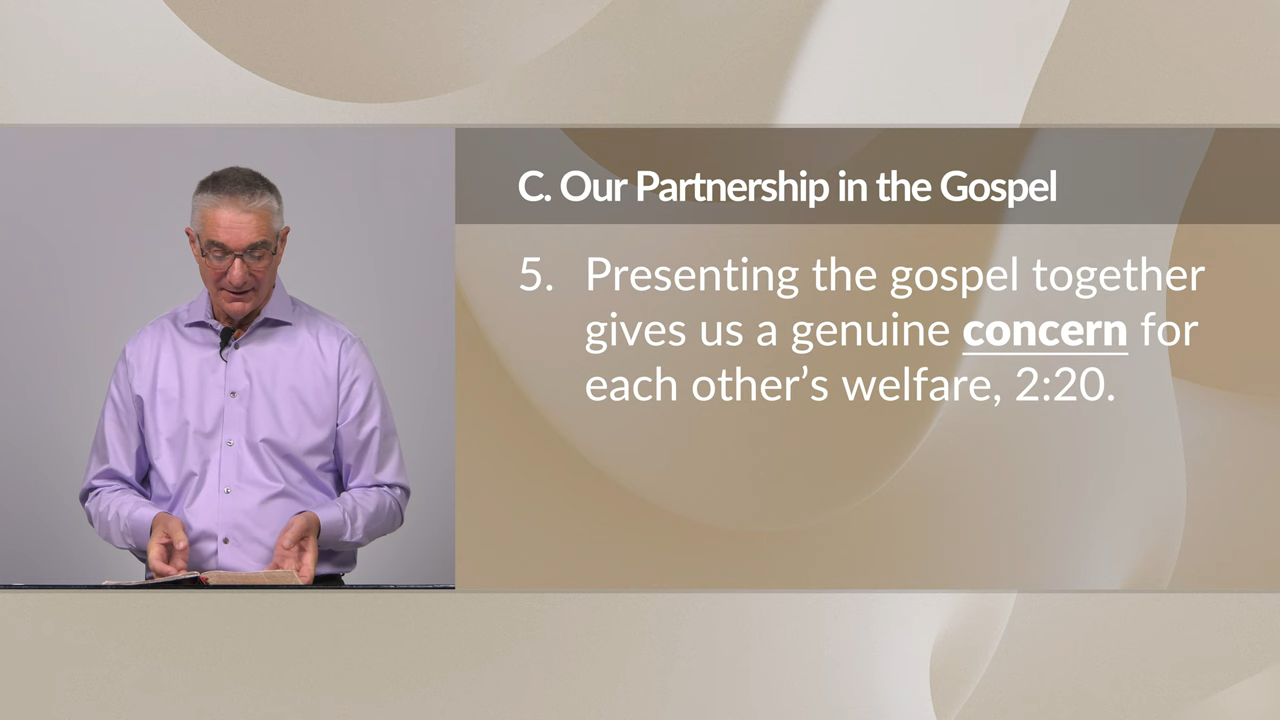 C. Our Partnership in the Gospel
5. Presenting the gospel together
gives us a genuine concern for
each other’s welfare, 2:20.